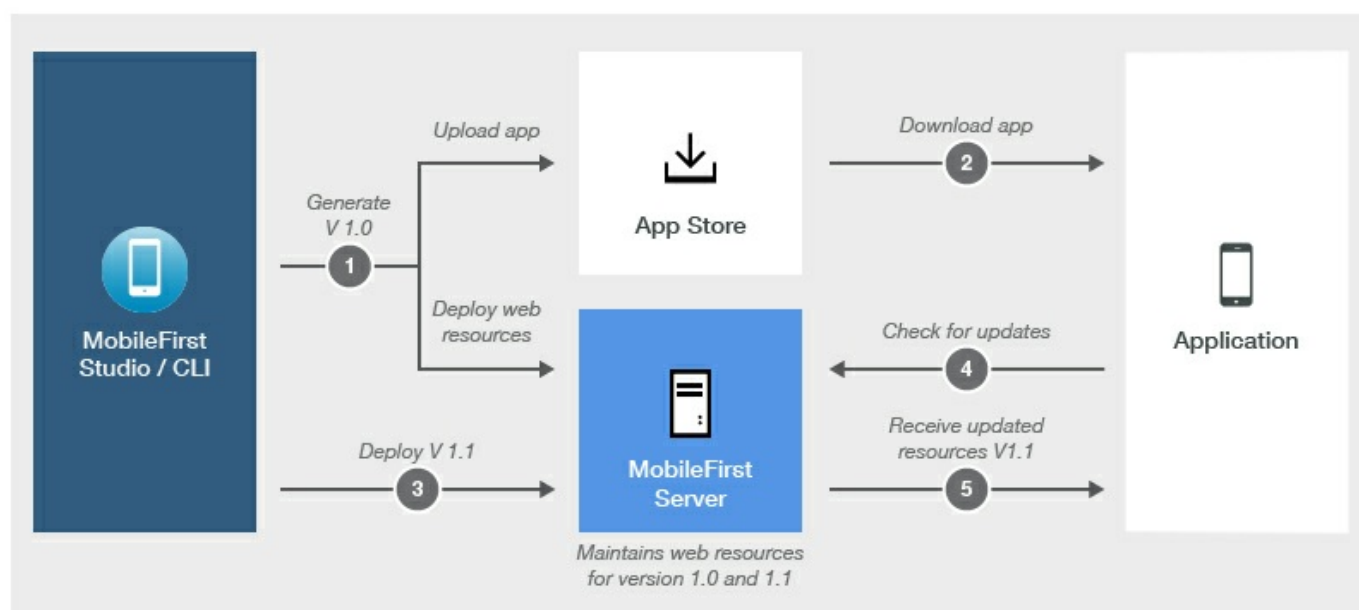 MobileFirst
Studio / CLI
Generate
V 1.0
1
Upload app
Deploy web
resources
App Store
Download app
2
Deploy V 1.1
3
MobileFirst
Server
Maintains web resources
for version 1.0 and 1.1
Check for updates
4
Receive updated
resources V1.1
5
Application